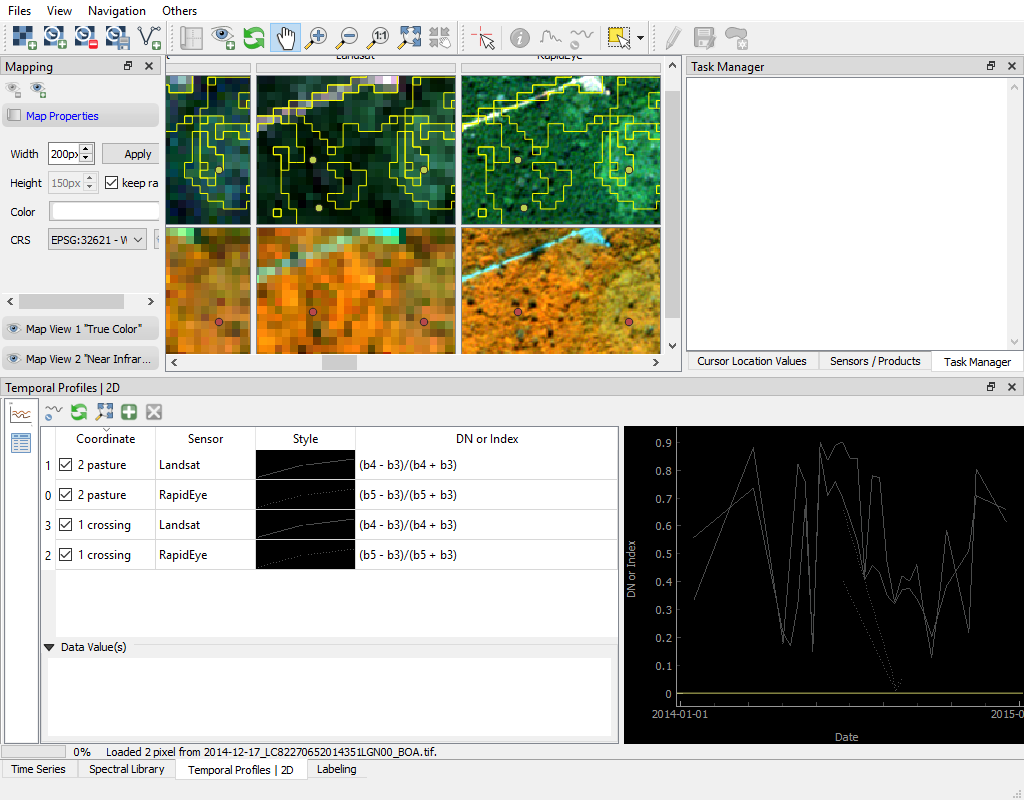 Files View Navigation Others
Mapping
Map Properties
Width 200px Apply
Height 150px keep ra
Color
CRS EPSG:32621 - W
Map View 1 "True Color"
Map View 2 "Near Infrar...
t Landsat RapidEye
Task Manager
Cursor Location Values Sensors / Products Task Manager
Temporal Profiles | 2D
Coordinate Sensor Style DN or Index
1 2 pasture Landsat (b4 - b3)/(b4 + b3)
0 2 pasture RapidEye (b5 - b3)/(b5 + b3)
3 1 crossing Landsat (b4 - b3)/(b4 + b3)
2 1 crossing RapidEye (b5 - b3)/(b5 + b3)
Data Value(s)
DN or Index
0.9
0.8
0.7
0.6
0.5
0.4
0.3
0.2
0.1
0
2014-01-01 2015-0
Date
0% Loaded 2 pixel from 2014-12-17_LC82270652014351LGN00_BOA.tif.
Time Series Spectral Library Temporal Profiles | 2D Labeling